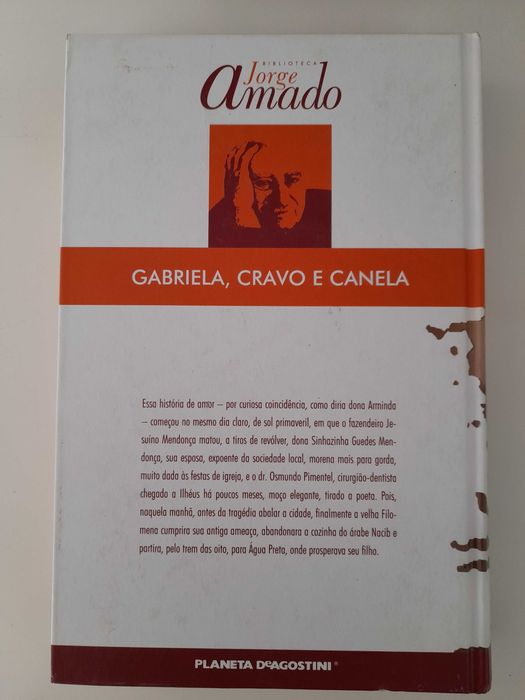 BIBLIOTECA
Jorge
amado
GABRIELA, CRAVO E CANELA
Essa história de amor – por curiosa coincidência, como diria dona Arminda
– começou no mesmo dia claro, de sol primaveril, em que o fazendeiro Je-
suíno Mendonça matou, a tiros de revólver, dona Sinhazinha Guedes Men-
donça, sua esposa, expoente da sociedade local, morena mais para gorda,
muito dada às festas de igreja, e o dr. Osmundo Pimentel, cirurgião-dentista
chegado a Ilhéus há poucos meses, moço elegante, tirado a poeta. Pois,
naquela manhã, antes da tragédia abalar a cidade, finalmente a velha Filo-
mena cumprira sua antiga ameaça, abandonara a cozinha do árabe Nacib e
partira, pelo trem das oito, para Água Preta, onde prosperava seu filho.
PLANETA DEAGOSTINI®